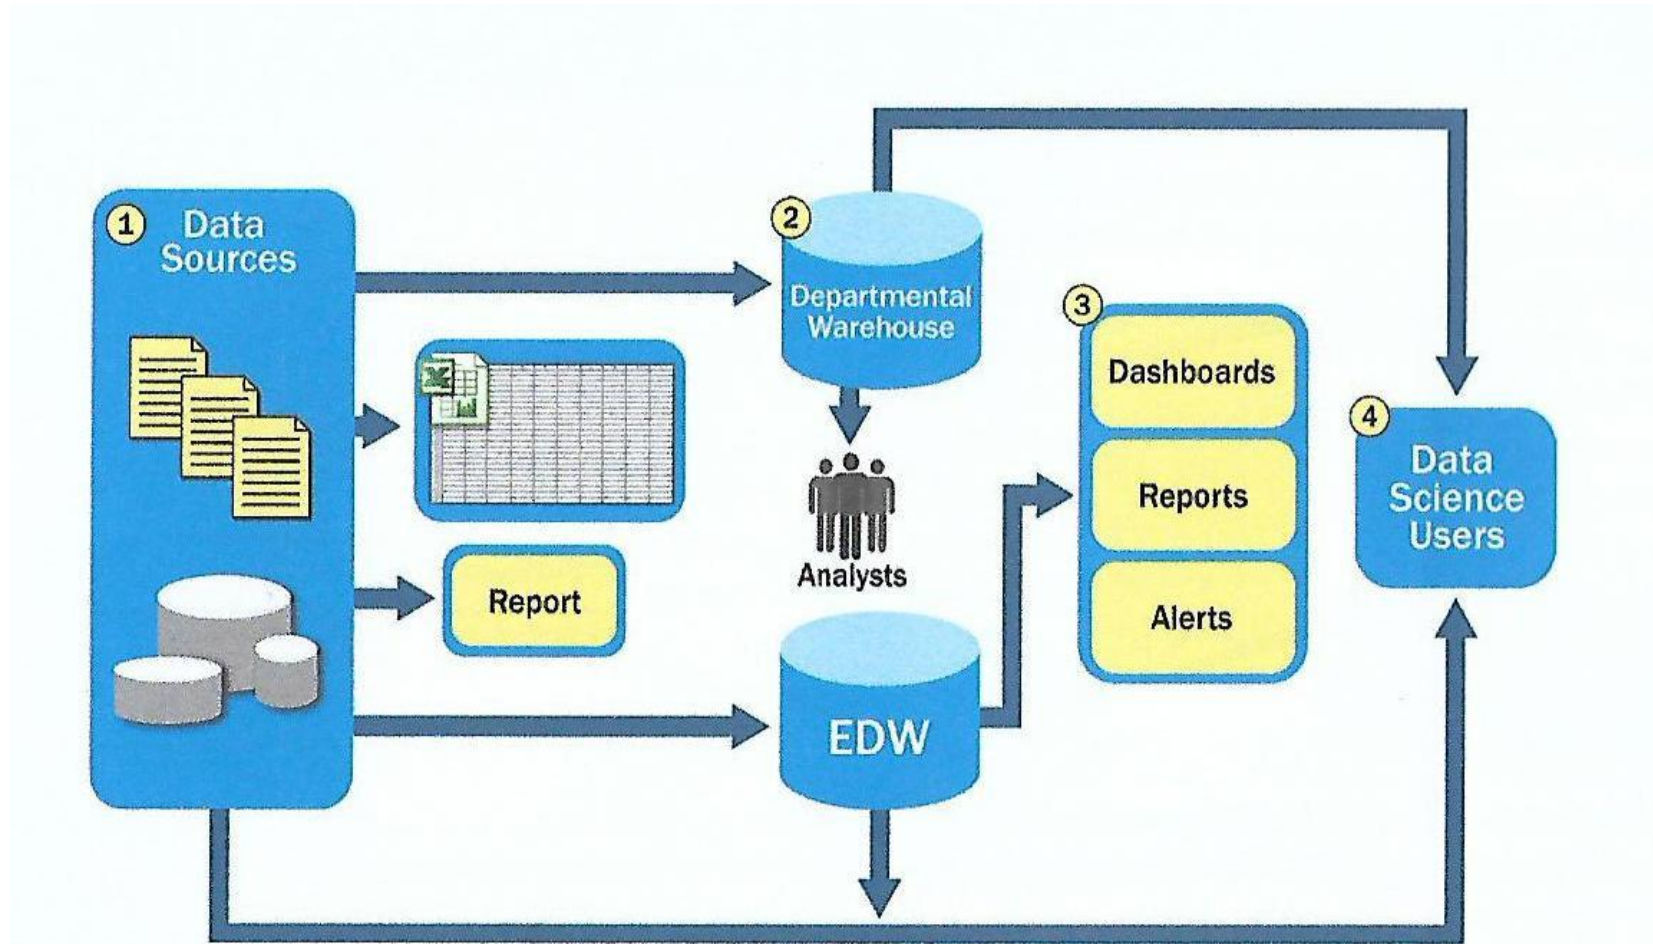 1
Data
Sources
2
Departmental
Warehouse
3
Dashboards
Reports
Alerts
4
Data
Science
Users
Report
Analysts
EDW